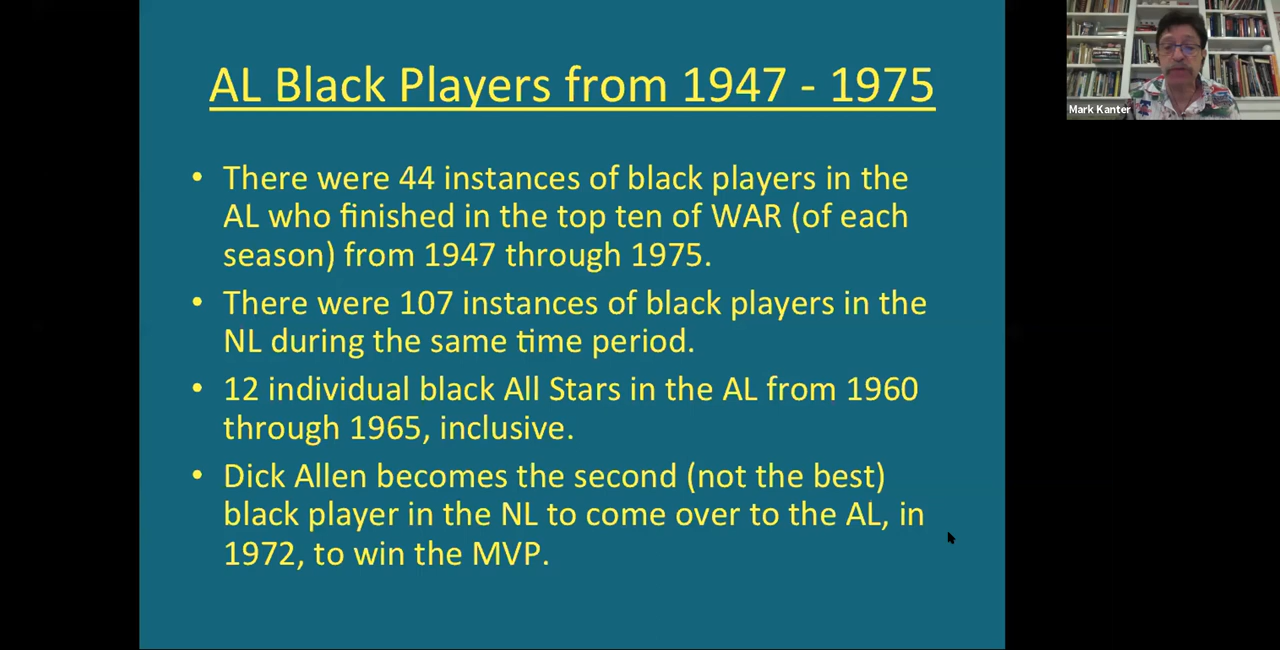 AL Black Players from 1947 - 1975
• There were 44 instances of black players in the
AL who finished in the top ten of WAR (of each
season) from 1947 through 1975.
• There were 107 instances of black players in the
NL during the same time period.
• 12 individual black All Stars in the AL from 1960
through 1965, inclusive.
• Dick Allen becomes the second (not the best)
black player in the NL to come over to the AL, in
1972, to win the MVP.
Mark Kanter